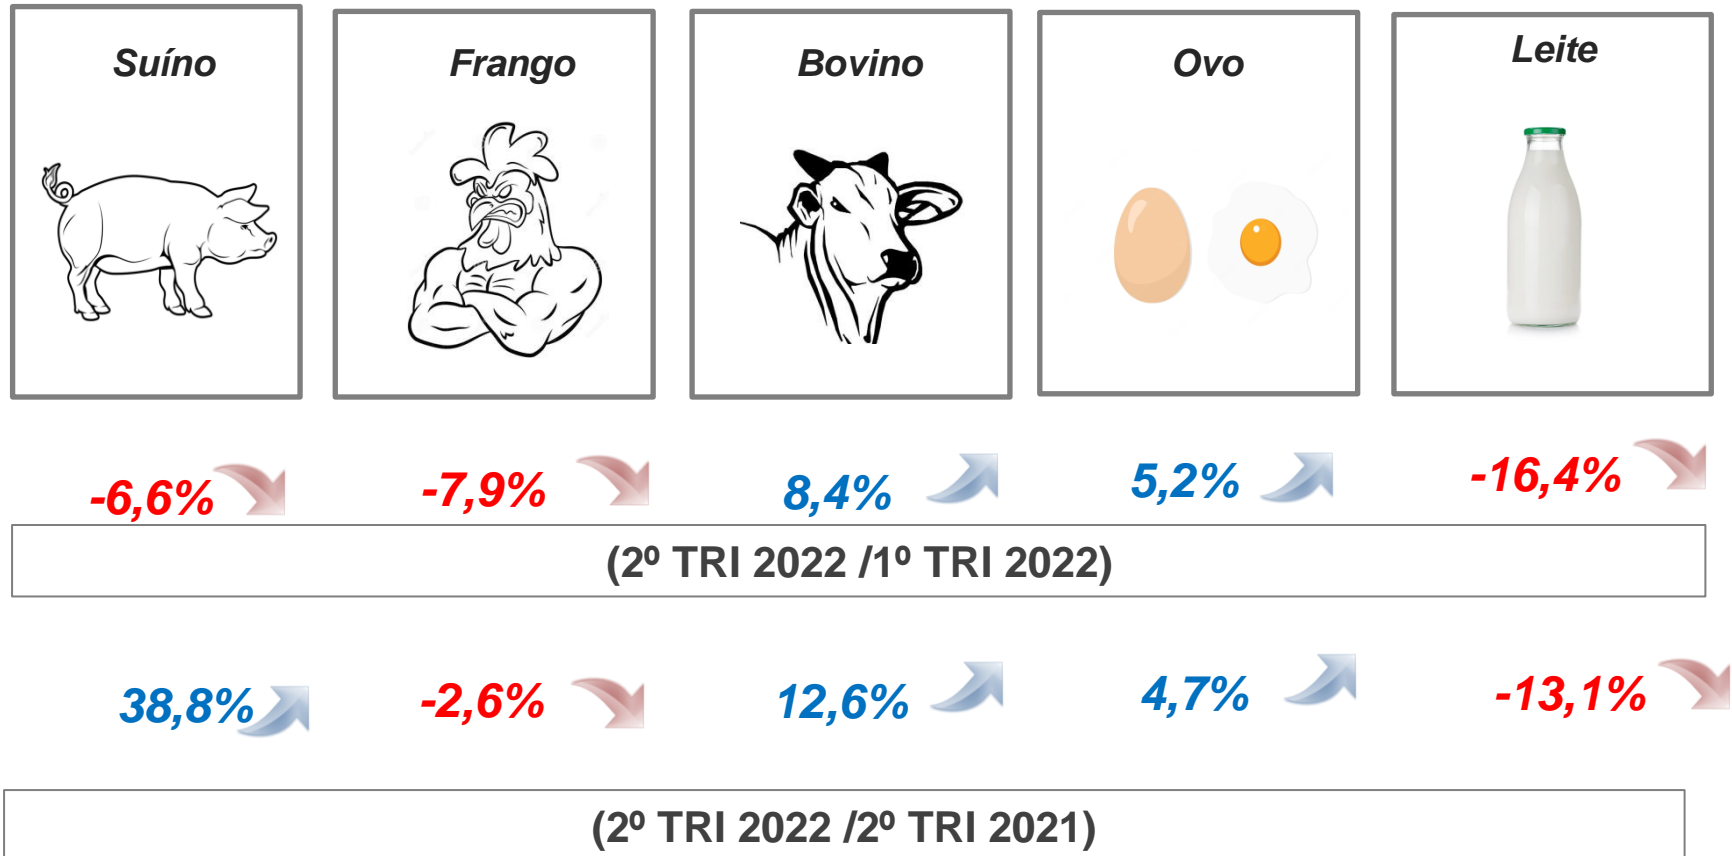 Suíno
Frango
Bovino
Ovo
Leite
-6,6%
-7,9%
8,4%
5,2%
-16,4%
(2º TRI 2022 /1º TRI 2022)
38,8%
-2,6%
12,6%
4,7%
-13,1%
(2º TRI 2022 /2º TRI 2021)